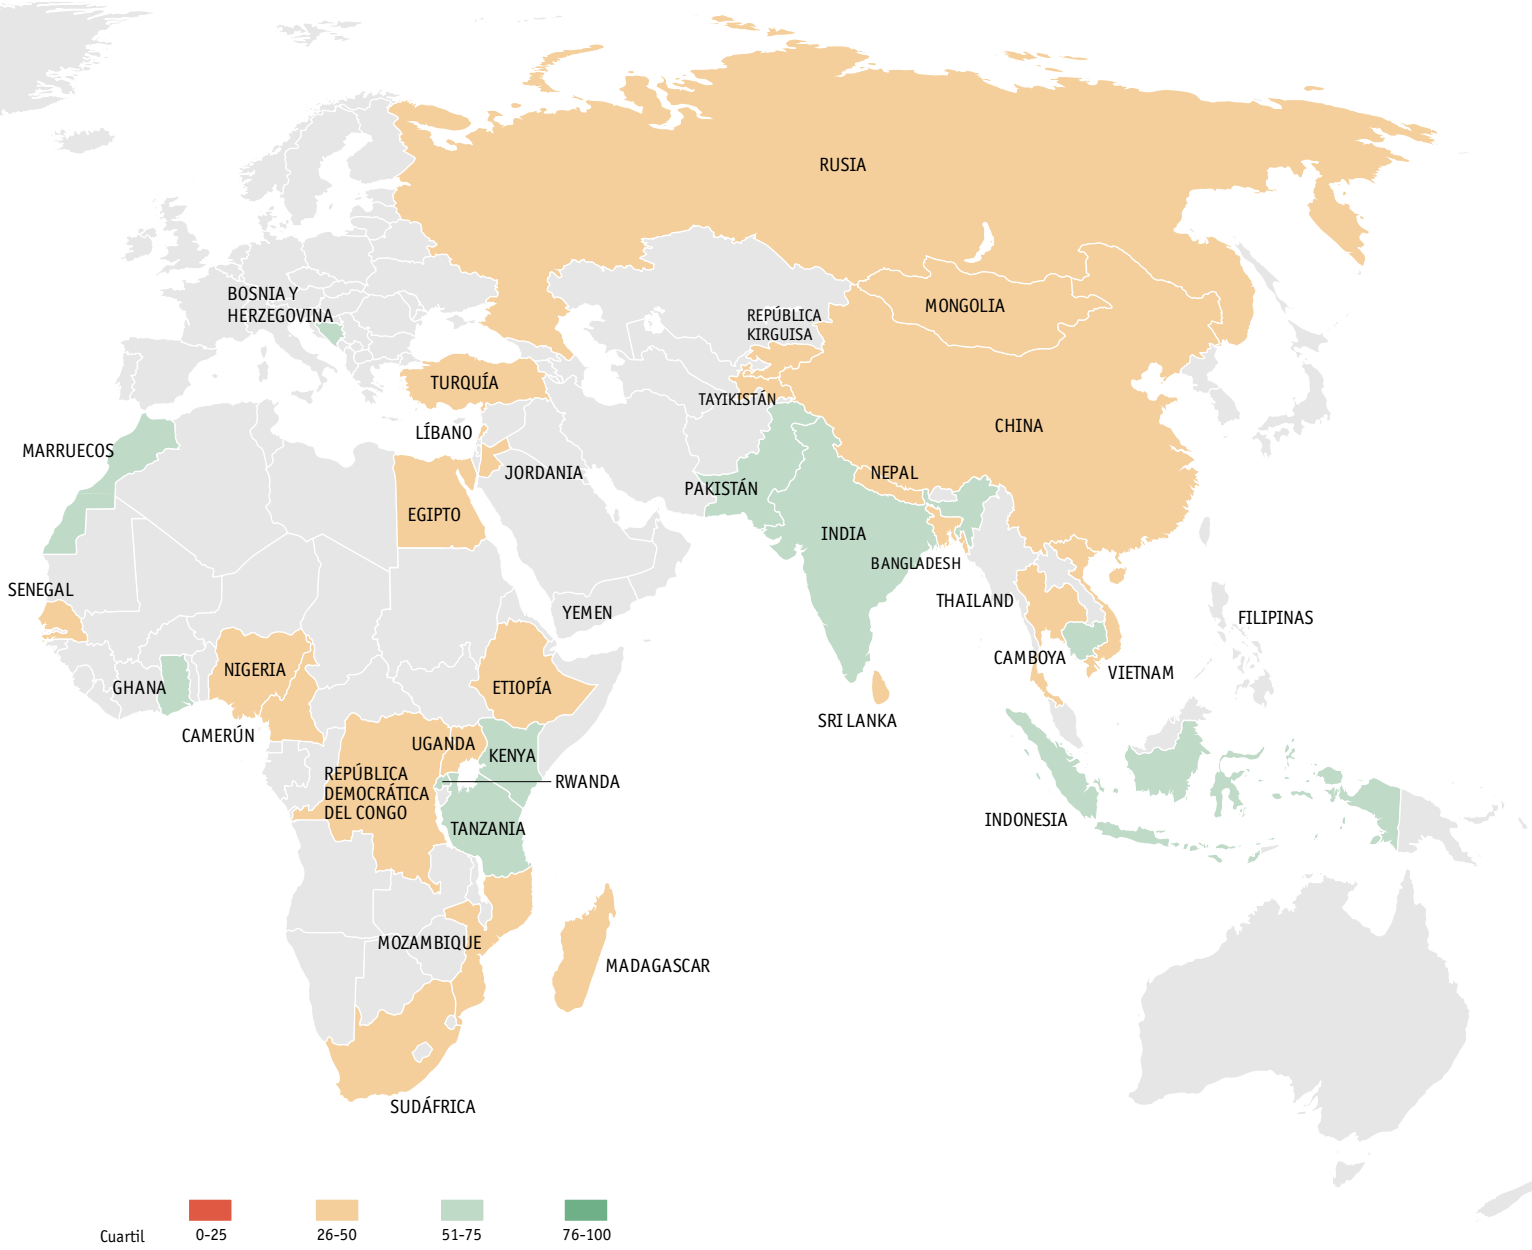 RUSIA
BOSNIA Y
HERZEGOVINA
MONGOLIA
REPÚBLICA
KIRGUISA
TURQUÍA
TAYIKISTÁN
CHINA
LÍBANO
MARRUECOS
JORDANIA
NEPAL
PAKISTÁN
EGIPTO
INDIA
BANGLADESH
SENEGAL
THAILAND
YEMEN
FILIPINAS
CAMBOYA
NIGERIA
VIETNAM
GHANA
ETIOPÍA
SRI LANKA
CAMERÚN
UGANDA
KENYA
REPÚBLICA
DEMOCRÁTICA
DEL CONGO
RWANDA
INDONESIA
TANZANIA
MOZAMBIQUE
MADAGASCAR
SUDÁFRICA
Cuartil 0-25 26-50 51-75 76-100